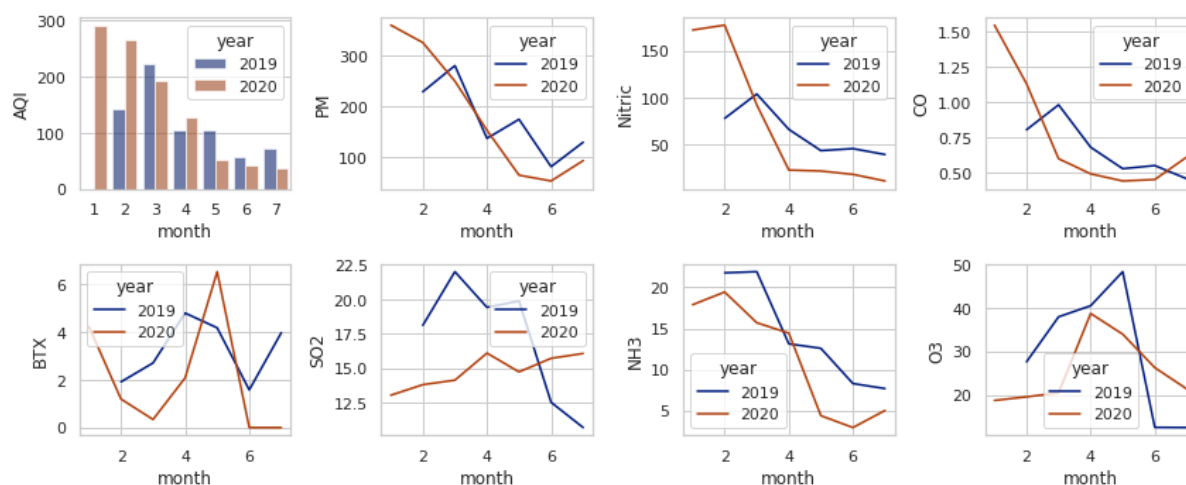 AQI
300
200
100
0
1 2 3 4 5 6 7
month
year
2019
2020
PM
300
200
100
2 4 6
month
year
2019
2020
Nitric
150
100
50
2 4 6
month
year
2019
2020
CO
1.50
1.25
1.00
0.75
0.50
2 4 6
month
year
2019
2020
BTX
6
4
2
0
2 4 6
month
year
2019
2020
SO2
22.5
20.0
17.5
15.0
12.5
2 4 6
month
year
2019
2020
NH3
20
15
10
5
2 4 6
month
year
2019
2020
O3
50
40
30
20
2 4 6
month
year
2019
2020